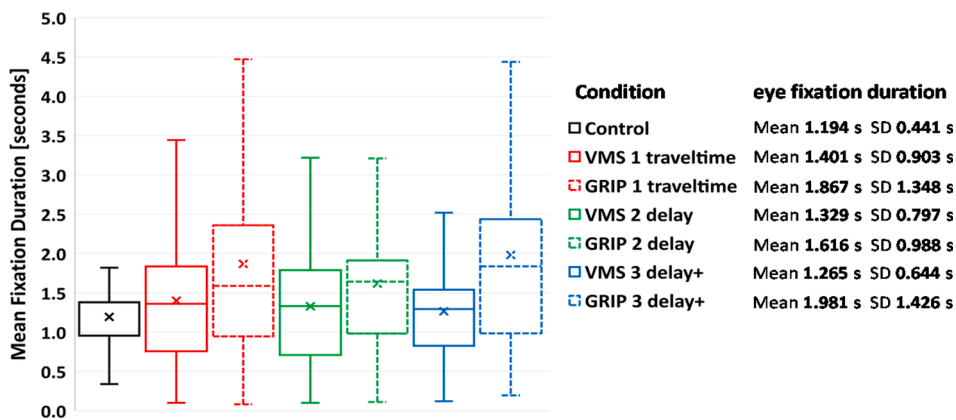 Mean Fixation Duration [seconds]
5.0
4.5
4.0
3.5
3.0
2.5
2.0
1.5
1.0
0.5
0.0
Condition eye fixation duration
Control Mean 1.194 s SD 0.441 s
VMS 1 traveltime Mean 1.401 s SD 0.903 s
GRIP 1 traveltime Mean 1.867 s SD 1.348 s
VMS 2 delay Mean 1.329 s SD 0.797 s
GRIP 2 delay Mean 1.616 s SD 0.988 s
VMS 3 delay+ Mean 1.265 s SD 0.644 s
GRIP 3 delay+ Mean 1.981 s SD 1.426 s